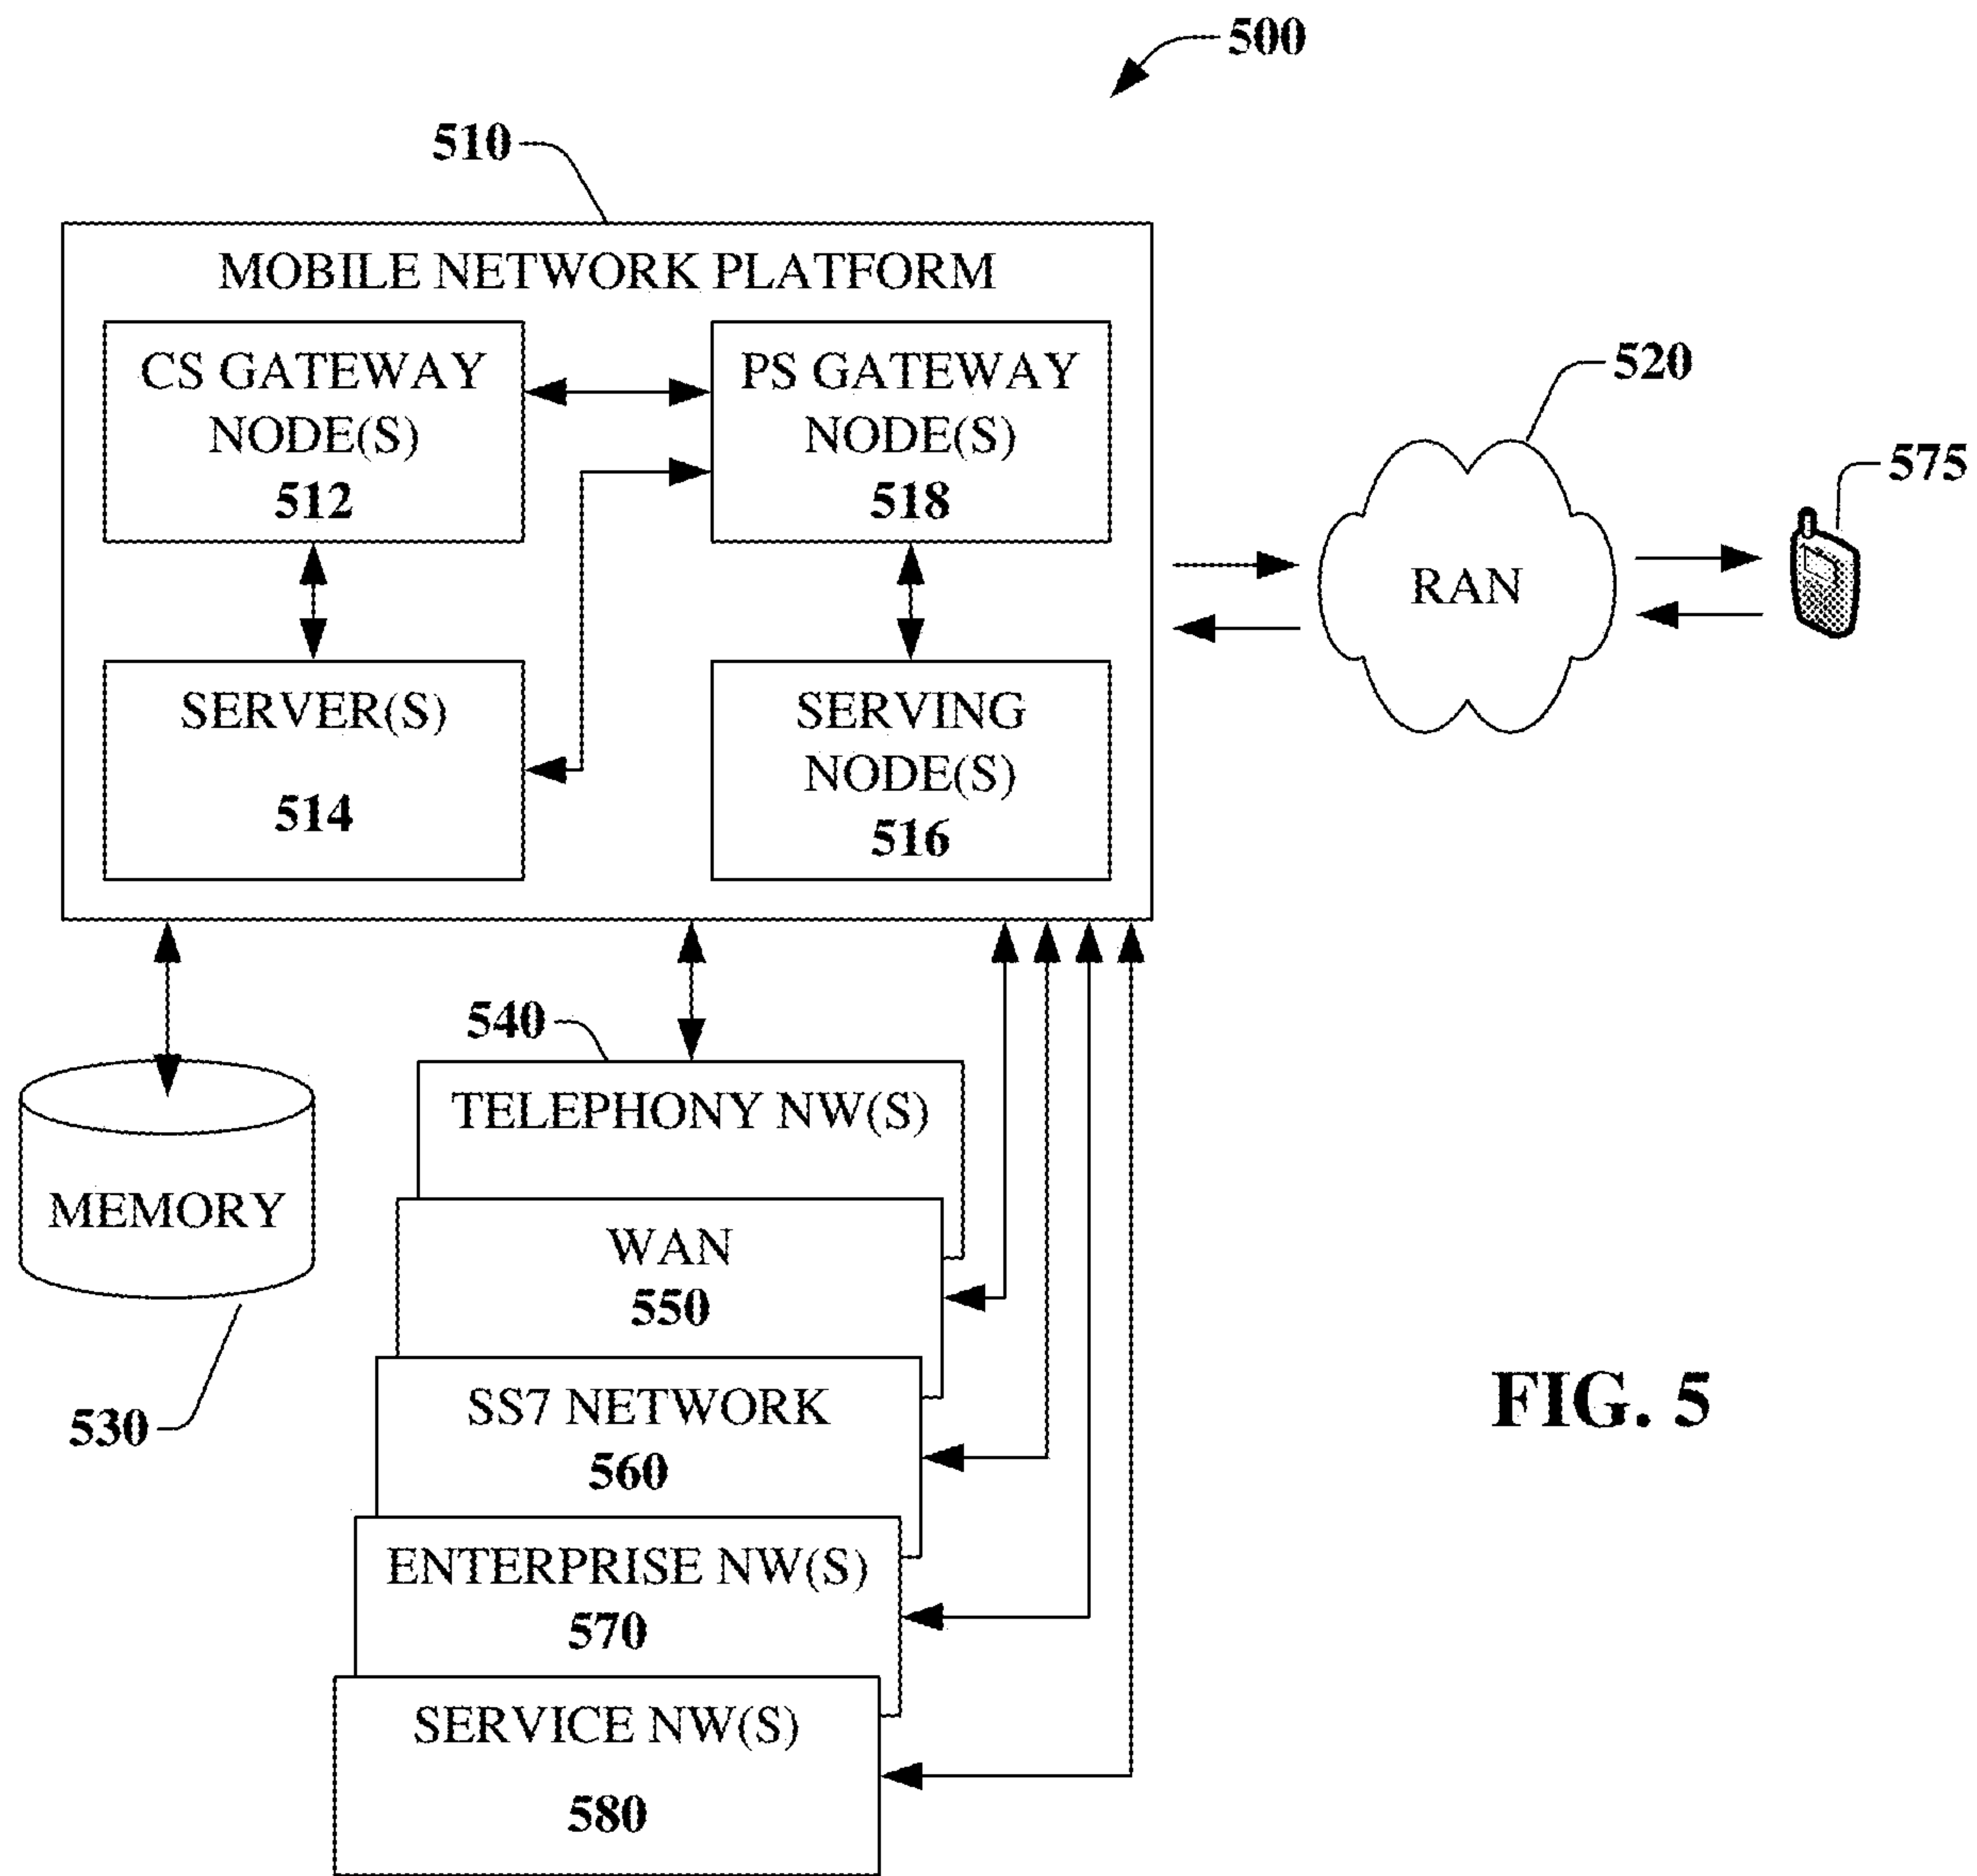 500
510
MOBILE NETWORK PLATFORM
CS GATEWAY
NODE(S)
512
PS GATEWAY
NODE(S)
518
SERVER(S)
514
SERVING
NODE(S)
516
520
RAN
575
540
TELEPHONY NW(S)
MEMORY
530
WAN
550
SS7 NETWORK
560
ENTERPRISE NW(S)
570
SERVICE NW(S)
580
FIG. 5